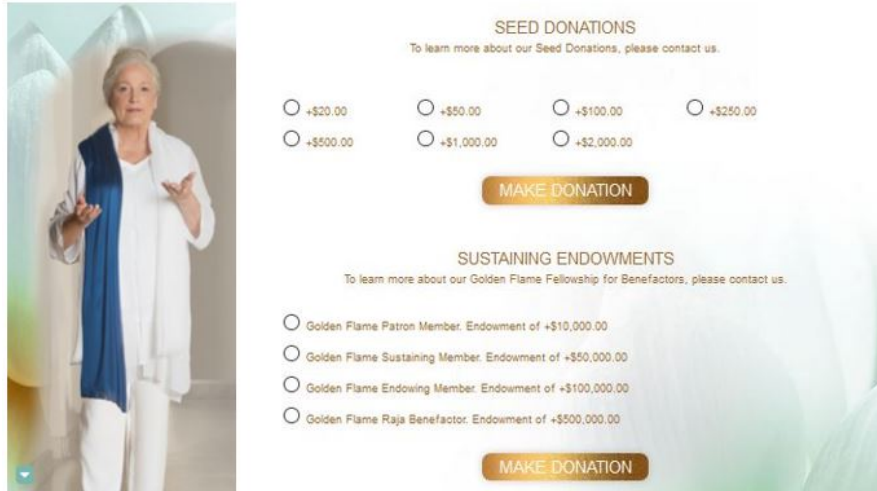 SEED DONATIONS
To learn more about our Seed Donations, please contact us.
+$20.00 +$50.00 +$100.00 +$250.00
+$500.00 +$1,000.00 +$2,000.00
MAKE DONATION
SUSTAINING ENDOWMENTS
To learn more about our Golden Flame Fellowship for Benefactors, please contact us.
Golden Flame Patron Member. Endowment of +$10,000.00
Golden Flame Sustaining Member. Endowment of +$50,000.00
Golden Flame Endowing Member. Endowment of +$100,000.00
Golden Flame Raja Benefactor. Endowment of +$500,000.00
MAKE DONATION